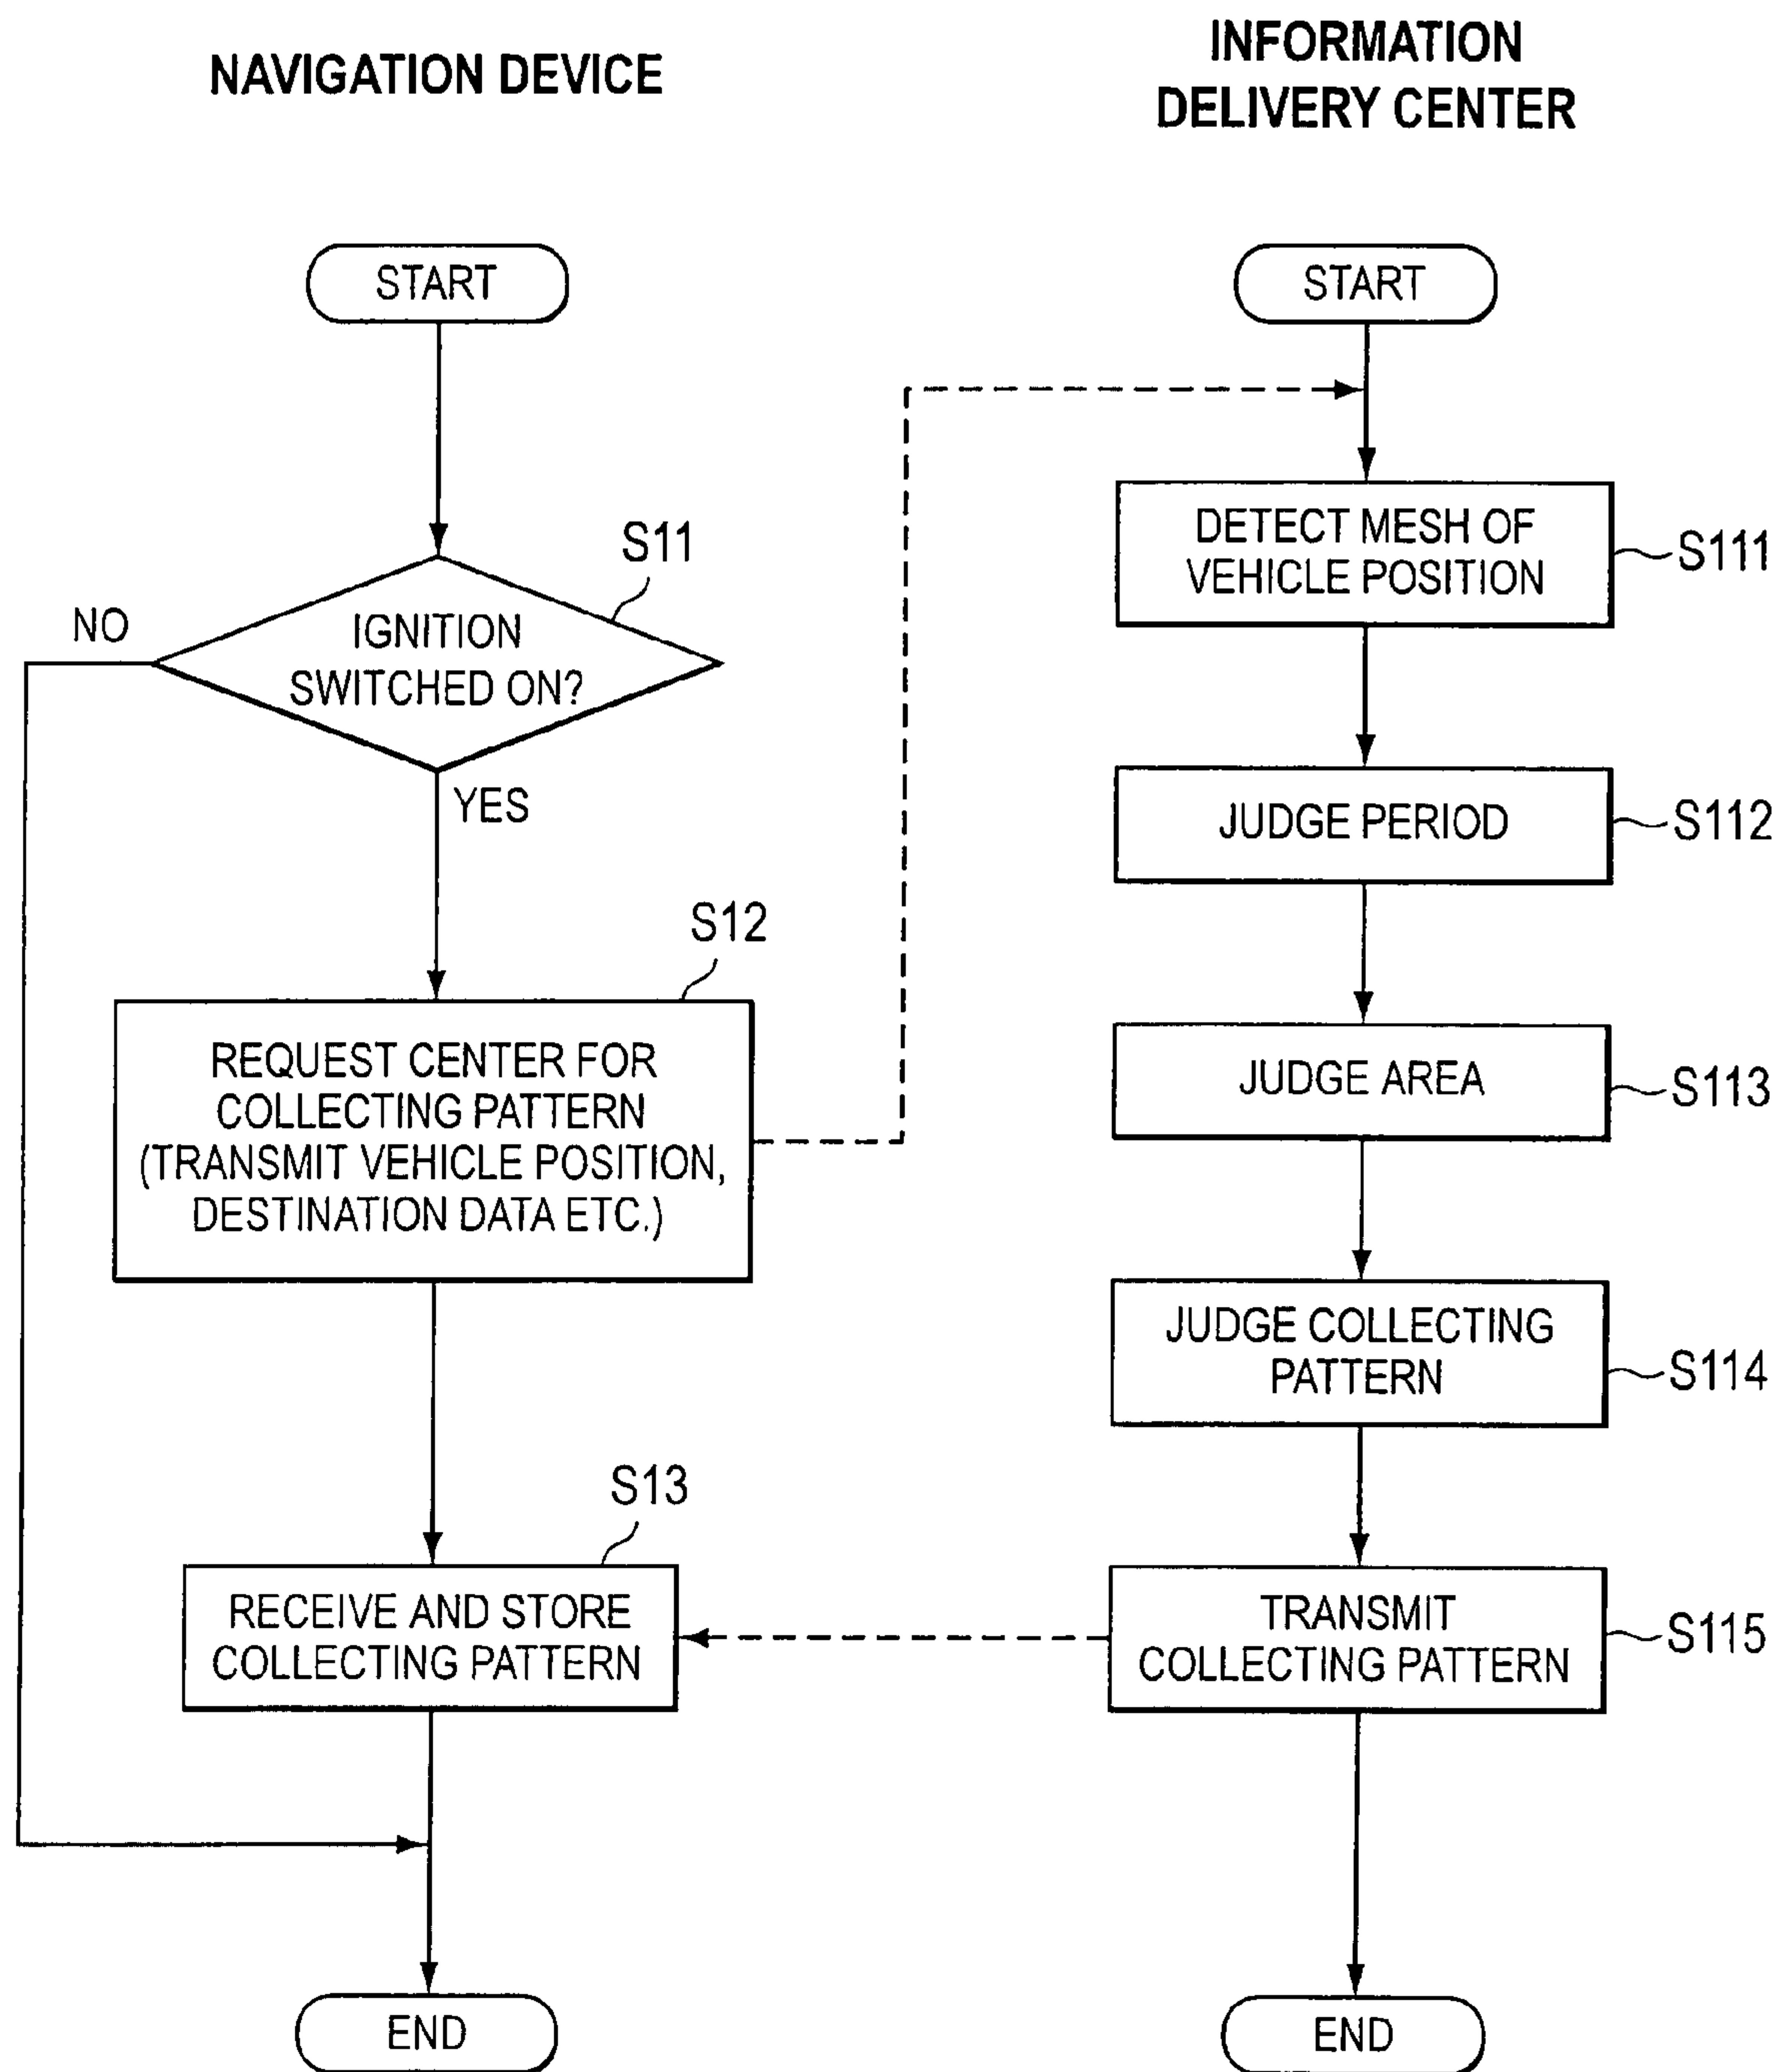 NAVIGATION DEVICE
INFORMATION
DELIVERY CENTER
START
S11
NO
IGNITION
SWITCHED ON?
YES
S12
REQUEST CENTER FOR
COLLECTING PATTERN
(TRANSMIT VEHICLE POSITION,
DESTINATION DATA ETC.)
S13
RECEIVE AND STORE
COLLECTING PATTERN
END
START
DETECT MESH OF
VEHICLE POSITION
S111
JUDGE PERIOD
S112
JUDGE AREA
S113
JUDGE COLLECTING
PATTERN
S114
TRANSMIT
COLLECTING PATTERN
S115
END